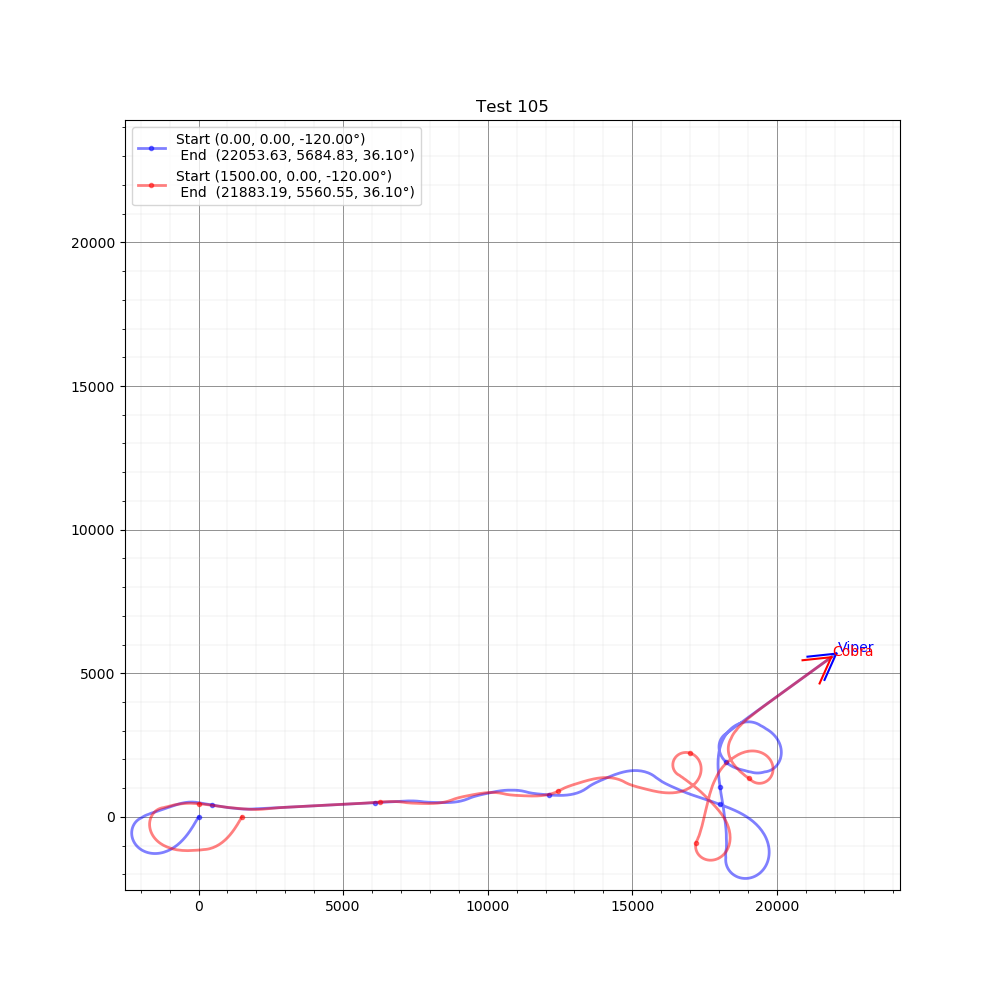 Test 105
Start (0.00, 0.00, -120.00°)
End (22053.63, 5684.83, 36.10°)
Start (1500.00, 0.00, -120.00°)
End (21883.19, 5560.55, 36.10°)
20000
15000
10000
5000
0
Viper
Cobra
0
5000
10000
15000
20000